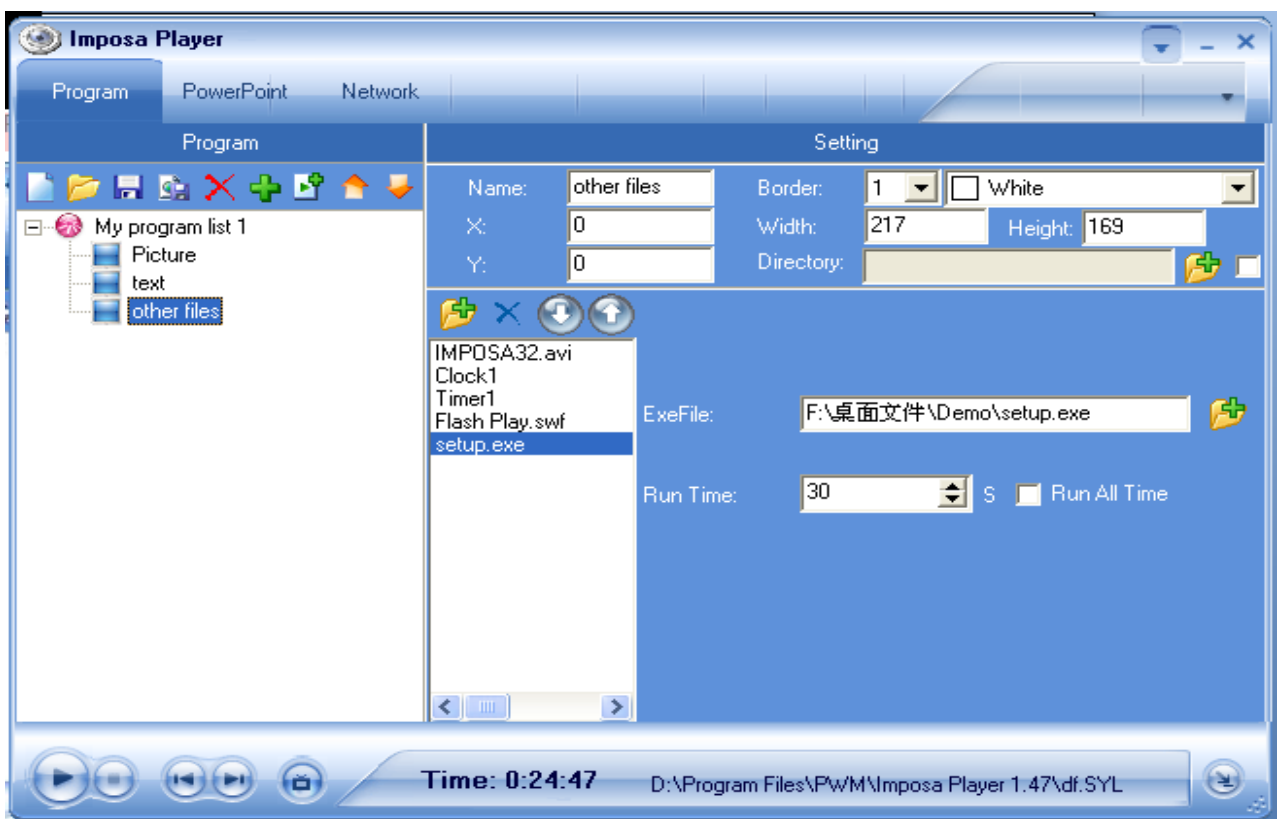 Imposa Player
Program PowerPoint Network
Program
Setting
Name: other files Border: 1 White
X: 0 Width: 217 Height: 169
Y: 0 Directory:
My program list 1
Picture
text
other files
IMPOSA32.avi
Clock1
Timer1
Flash Play.swf
setup.exe
ExeFile: F:\桌面文件\Demo\setup.exe
Run Time: 30 S Run All Time
Time: 0:24:47 D:\Program Files\PWM\Imposa Player 1.47\df.SYL